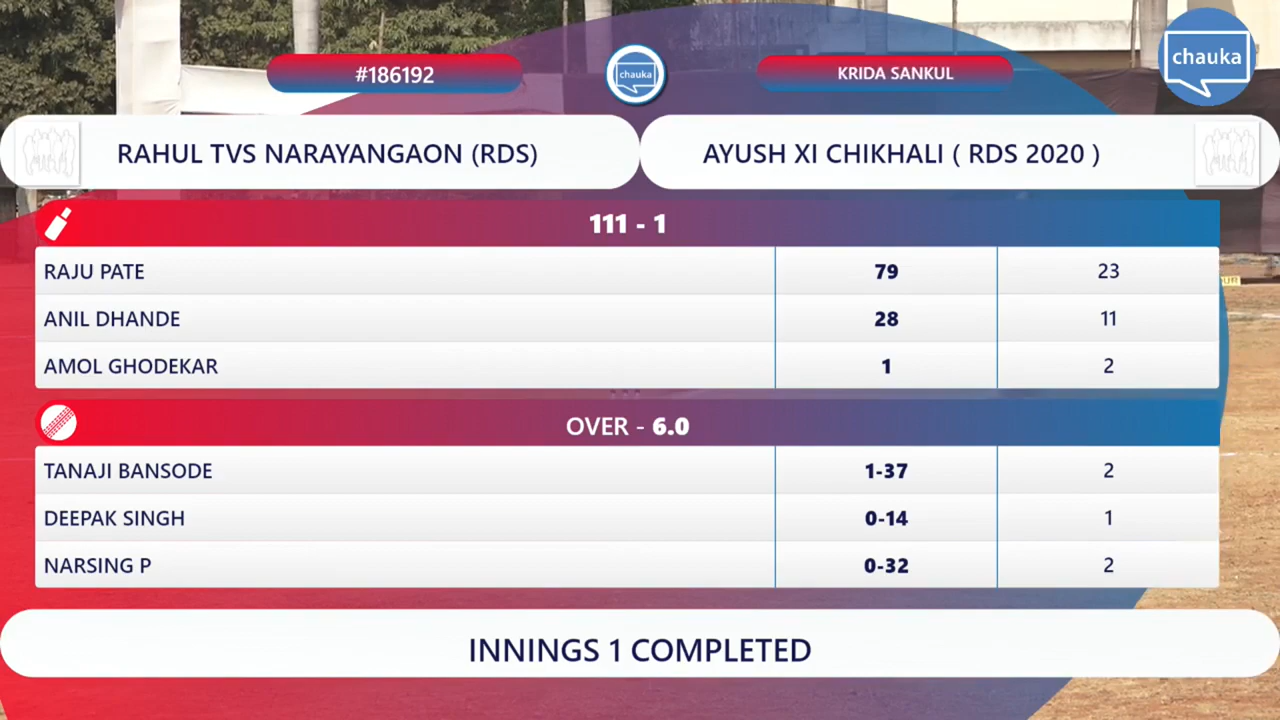 #186192
chauka
KRIDA SANKUL
chauka
RAHUL TVS NARAYANGAON (RDS)
AYUSH XI CHIKHALI ( RDS 2020 )
111 - 1
RAJU PATE 79 23
ANIL DHANDE 28 11
AMOL GHODEKAR 1 2
OVER - 6.0
TANAJI BANSODE 1-37 2
DEEPAK SINGH 0-14 1
NARSING P 0-32 2
INNINGS 1 COMPLETED